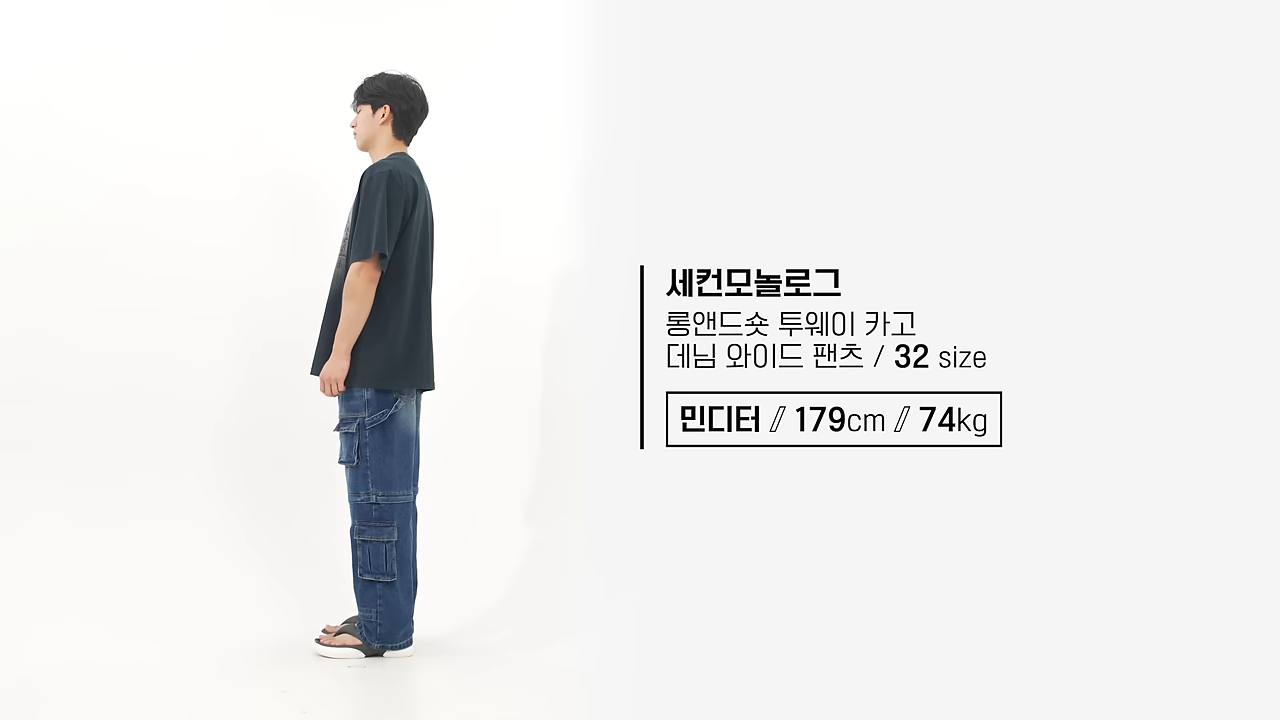 세컨모놀로그
롱앤드숏 투웨이 카고
데님 와이드 팬츠 / 32 size
민디터 // 179cm // 74kg